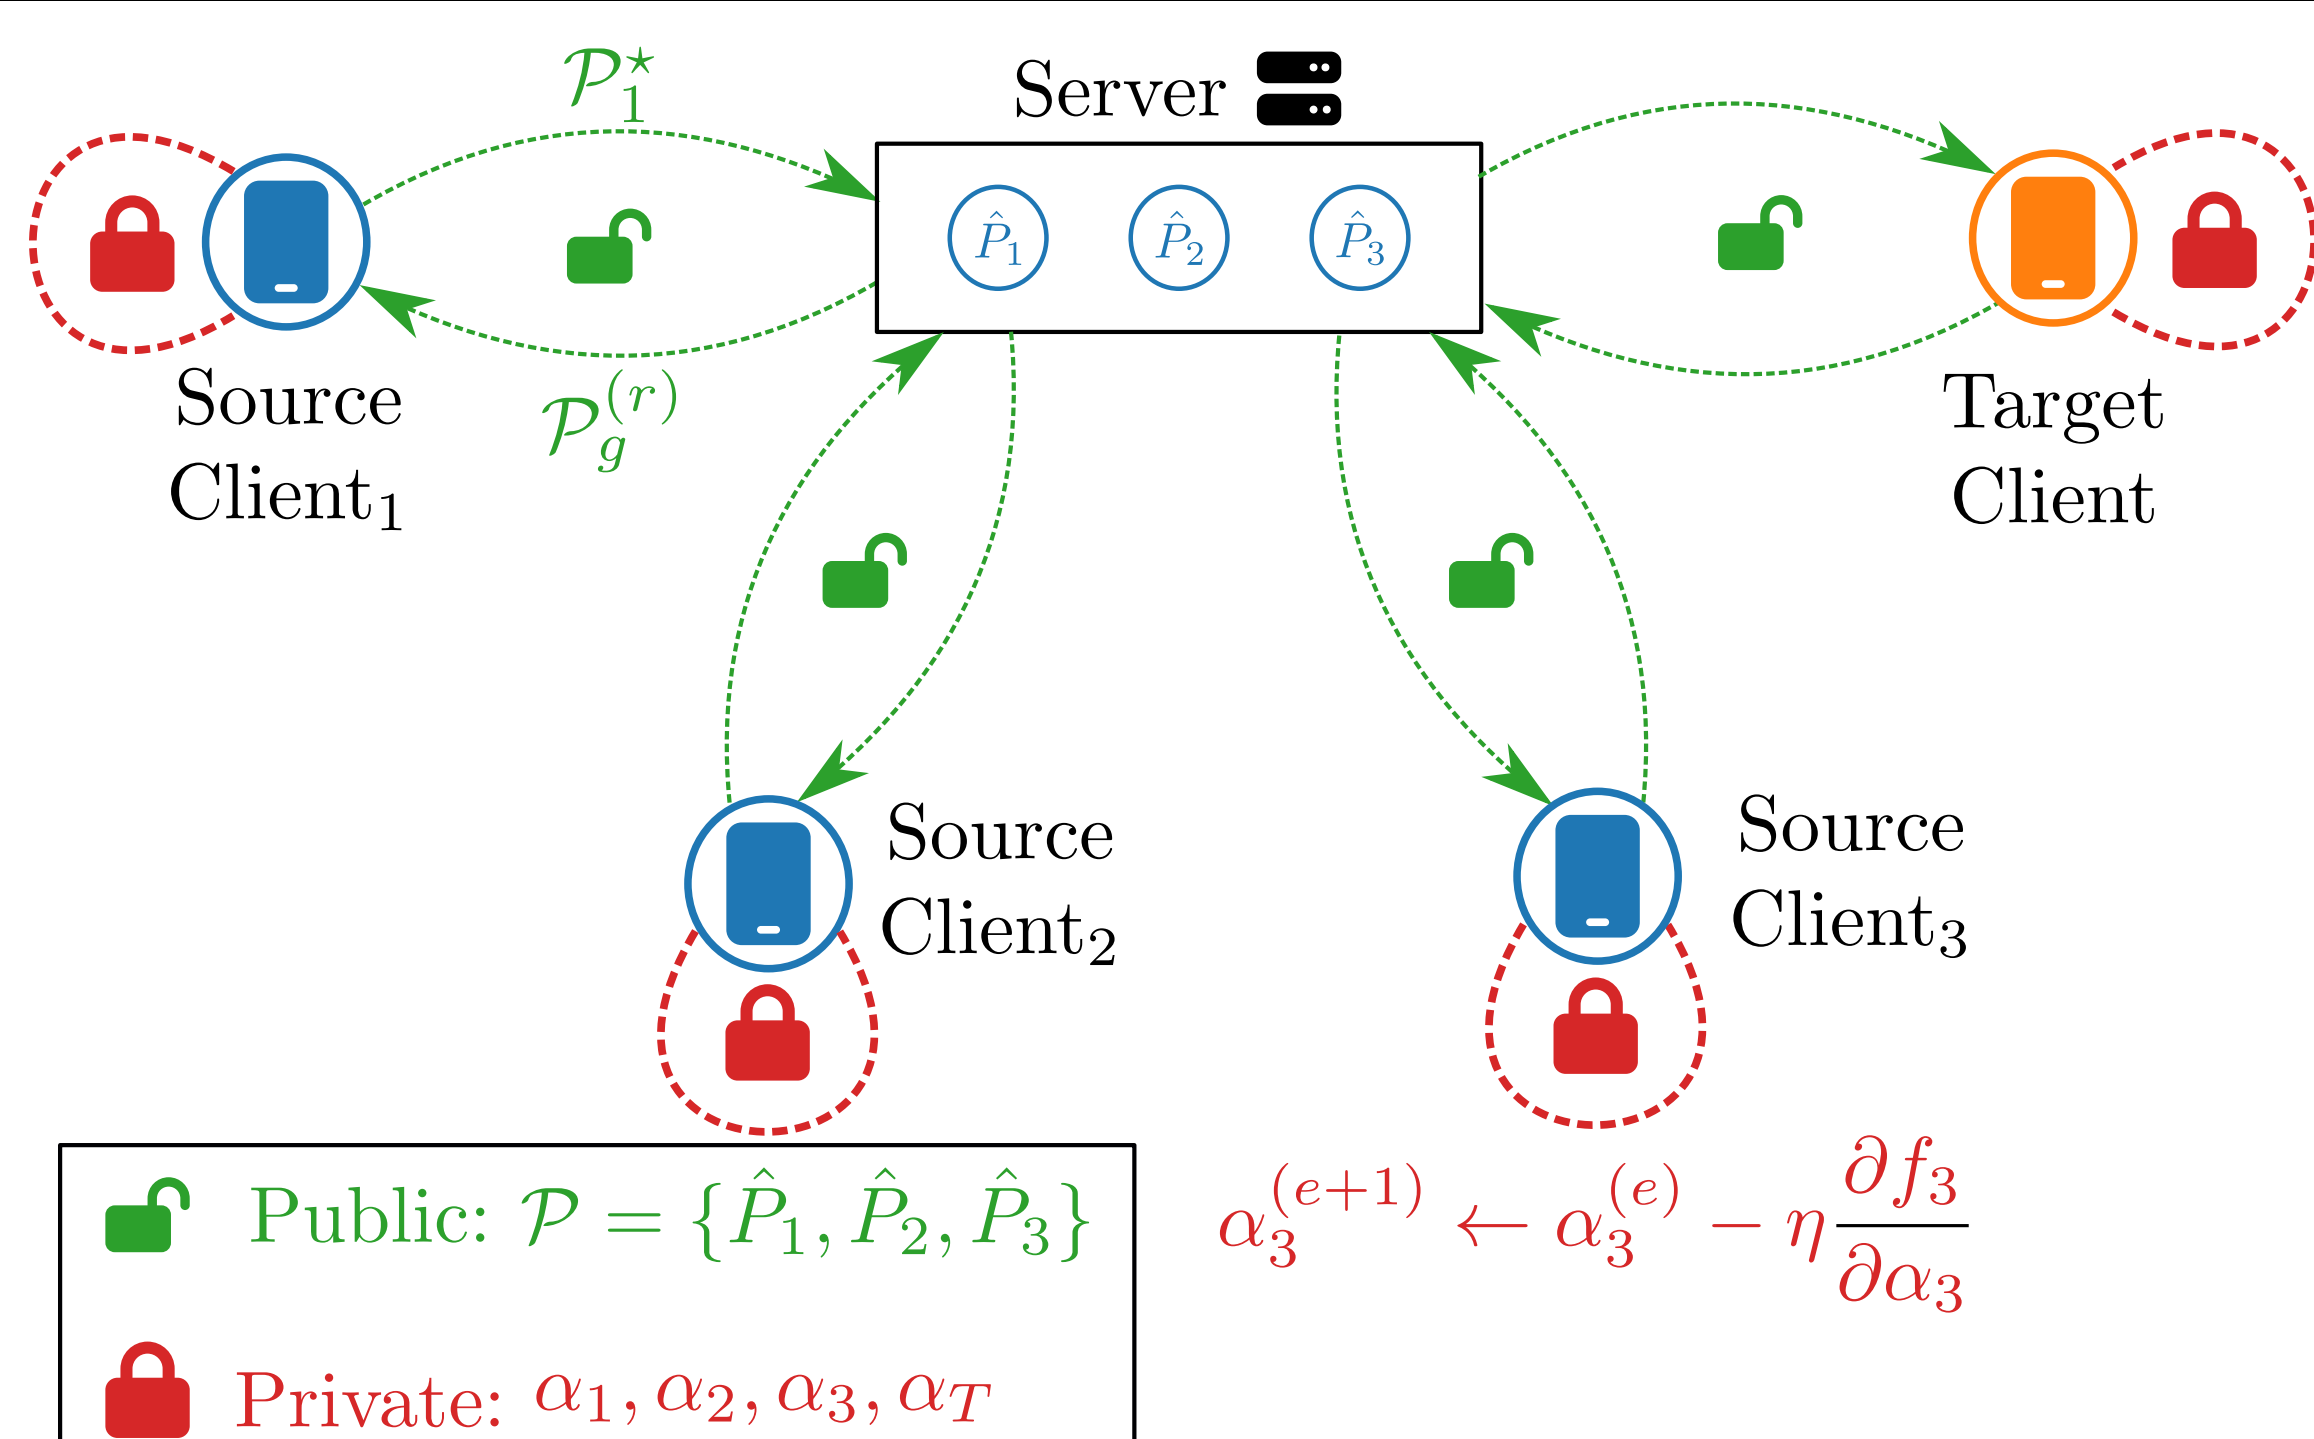 𝒫₁⋆
Server
P̂₁ P̂₂ P̂₃
𝒫_g^(r)
Source
Client₁
Target
Client
Source
Client₂
Source
Client₃
Public: 𝒫 = {P̂₁, P̂₂, P̂₃}
Private: α₁, α₂, α₃, α_T
α₃^(e+1) ← α₃^(e) − η ∂f₃/∂α₃